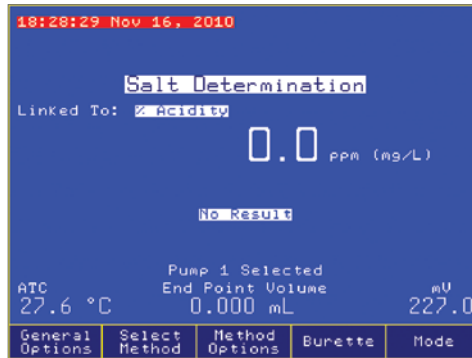 18:28:29 Nov 16, 2010
Salt Determination
Linked To: % Acidity
0.0 ppm (mg/L)
No Result
Pump 1 Selected
ATC End Point Volume mV
27.6 °C 0.000 mL 227.0
General Options Select Method Method Options Burette Mode